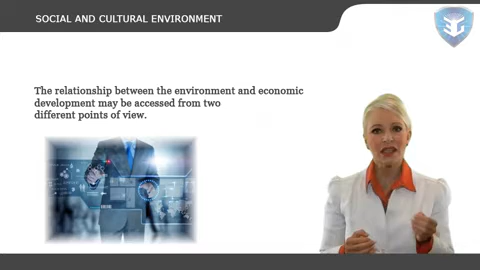 SOCIAL AND CULTURAL ENVIRONMENT
The relationship between the environment and economic
development may be accessed from two
different points of view.